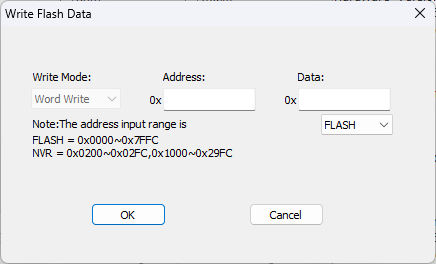 Write Flash Data
Write Mode: Address: Data:
Word Write 0x 0x
Note:The address input range is FLASH
FLASH = 0x0000~0x7FFC
NVR = 0x0200~0x02FC,0x1000~0x29FC
OK Cancel